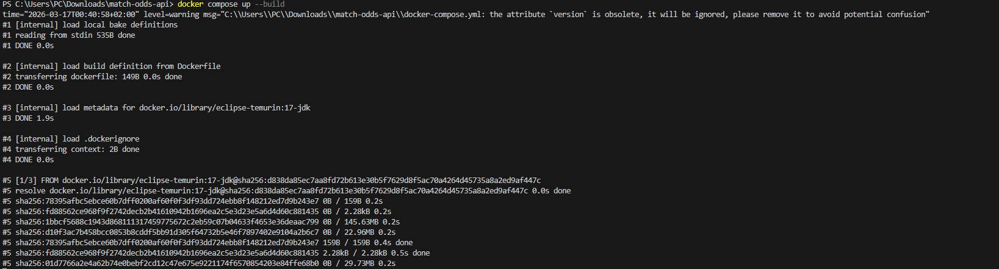 PS C:\Users\PC\Downloads\match-odds-api> docker compose up --build
time="2026-03-17T00:40:58+02:00" level=warning msg="C:\\Users\\PC\\Downloads\\match-odds-api\\docker-compose.yml: the attribute `version` is obsolete, it will be ignored, please remove it to avoid potential confusion"
#1 [internal] load local bake definitions
#1 reading from stdin 535B done
#1 DONE 0.0s
#2 [internal] load build definition from Dockerfile
#2 transferring dockerfile: 149B 0.0s done
#2 DONE 0.0s
#3 [internal] load metadata for docker.io/library/eclipse-temurin:17-jdk
#3 DONE 1.9s
#4 [internal] load .dockerignore
#4 transferring context: 2B done
#4 DONE 0.0s
#5 [1/3] FROM docker.io/library/eclipse-temurin:17-jdk@sha256:d838da85ec7aa8fd72b613e30b5f7629d8f5ac70a4264d45735a8a2ed9af447c
#5 resolve docker.io/library/eclipse-temurin:17-jdk@sha256:d838da85ec7aa8fd72b613e30b5f7629d8f5ac70a4264d45735a8a2ed9af447c 0.0s done
#5 sha256:78395afbc5ebce60b7dff0200af60f0f3df93dd724ebb8f148212ed7d9b243e7 0B / 159B 0.2s
#5 sha256:fd88562ce968f9f2742decb2b41610942b1696ea2c5e3d23e5a6d4d60c881435 0B / 2.28kB 0.2s
#5 sha256:1bbcf5688c1943d868111317459775672c2eb59c07b04633f4653e36deaac799 0B / 145.63MB 0.2s
#5 sha256:d10f3ac7b458bcc0853b8cddf5bb91d305f64732b5e46f7897402e9104a2b6c7 0B / 22.96MB 0.2s
#5 sha256:78395afbc5ebce60b7dff0200af60f0f3df93dd724ebb8f148212ed7d9b243e7 159B / 159B 0.4s done
#5 sha256:fd88562ce968f9f2742decb2b41610942b1696ea2c5e3d23e5a6d4d60c881435 2.28kB / 2.28kB 0.5s done
#5 sha256:01d7766a2e4a62b74e0bebf2cd12c47e675e9221174f6570854203e84ffe68b0 0B / 29.73MB 0.2s